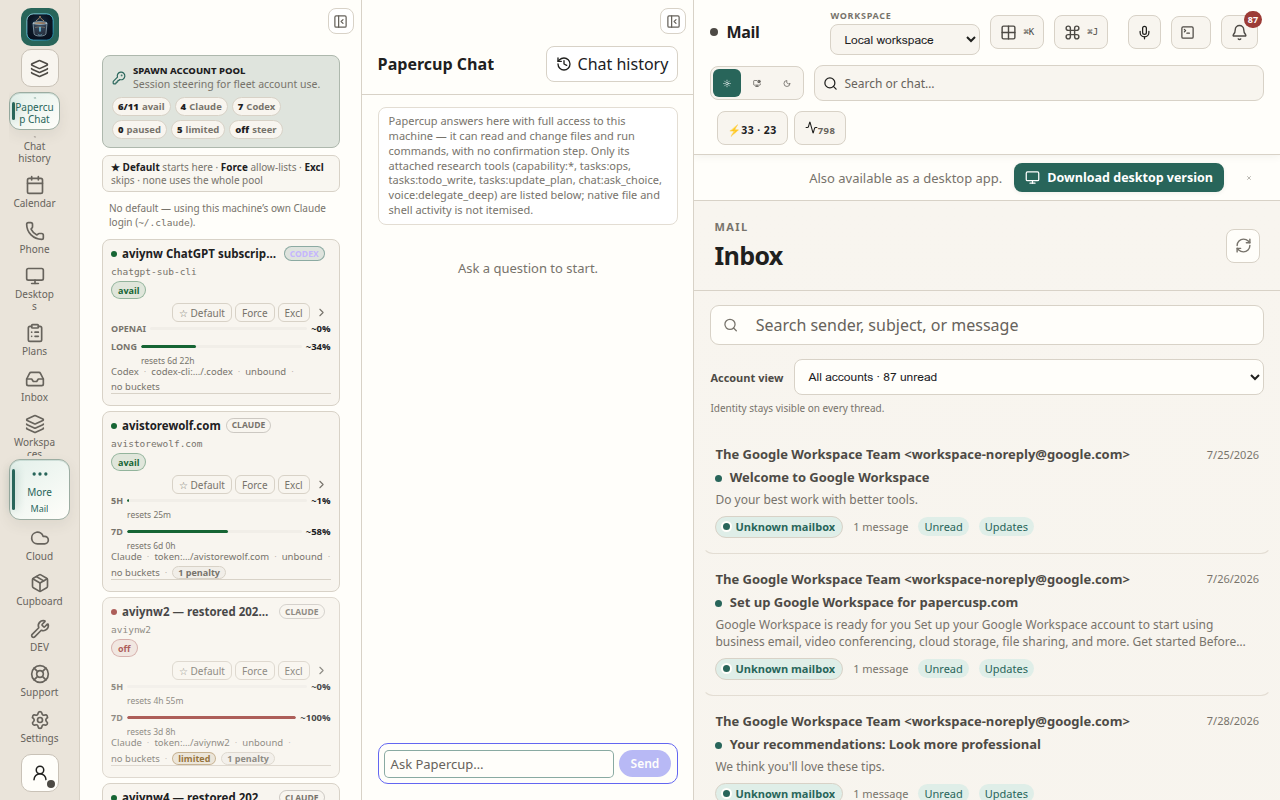 Papercu
p Chat
Chat
history
Calendar
Phone
Desktop
s
Plans
Inbox
Workspa
ces
More
Mail
Cloud
Cupboard
DEV
Support
Settings
SPAWN ACCOUNT POOL
Session steering for fleet account use.
6/11 avail
4 Claude
7 Codex
0 paused
5 limited
off steer
★ Default starts here · Force allow-lists · Excl
skips · none uses the whole pool
No default — using this machine's own Claude
login (~/.claude).
aviynw ChatGPT subscrip...
CODEX
chatgpt-sub-cli
avail
☆ Default
Force
Excl
OPENAI
~0%
LONG
~34%
resets 6d 22h
Codex · codex-cli:.../.codex · unbound ·
no buckets
avistorewolf.com
CLAUDE
avistorewolf.com
avail
☆ Default
Force
Excl
5H
~1%
resets 25m
7D
~58%
resets 6d 0h
Claude · token:.../avistorewolf.com · unbound ·
no buckets · 1 penalty
aviynw2 — restored 202...
CLAUDE
aviynw2
off
☆ Default
Force
Excl
5H
~0%
resets 4h 55m
7D
~100%
resets 3d 8h
Claude · token:.../aviynw2 · unbound ·
no buckets · limited 1 penalty
aviynw4 — restored 202...
CLAUDE
Papercup Chat
Chat history
Papercup answers here with full access to this
machine — it can read and change files and run
commands, with no confirmation step. Only its
attached research tools (capability:*, tasks:ops,
tasks:todo_write, tasks:update_plan, chat:ask_choice,
voice:delegate_deep) are listed below; native file and
shell activity is not itemised.
Ask a question to start.
Ask Papercup...
Send
Mail
WORKSPACE
Local workspace
⌘K
⌘J
87
Search or chat...
⚡33 · 23
798
Also available as a desktop app.
Download desktop version
×
MAIL
Inbox
Search sender, subject, or message
Account view
All accounts · 87 unread
Identity stays visible on every thread.
The Google Workspace Team <workspace-noreply@google.com>
7/25/2026
Welcome to Google Workspace
Do your best work with better tools.
Unknown mailbox
1 message
Unread
Updates
The Google Workspace Team <workspace-noreply@google.com>
7/26/2026
Set up Google Workspace for papercusp.com
Google Workspace is ready for you Set up your Google Workspace account to start using
business email, video conferencing, cloud storage, file sharing, and more. Get started Before...
Unknown mailbox
1 message
Unread
Updates
The Google Workspace Team <workspace-noreply@google.com>
7/28/2026
Your recommendations: Look more professional
We think you'll love these tips.
Unknown mailbox
1 message
Unread
Updates